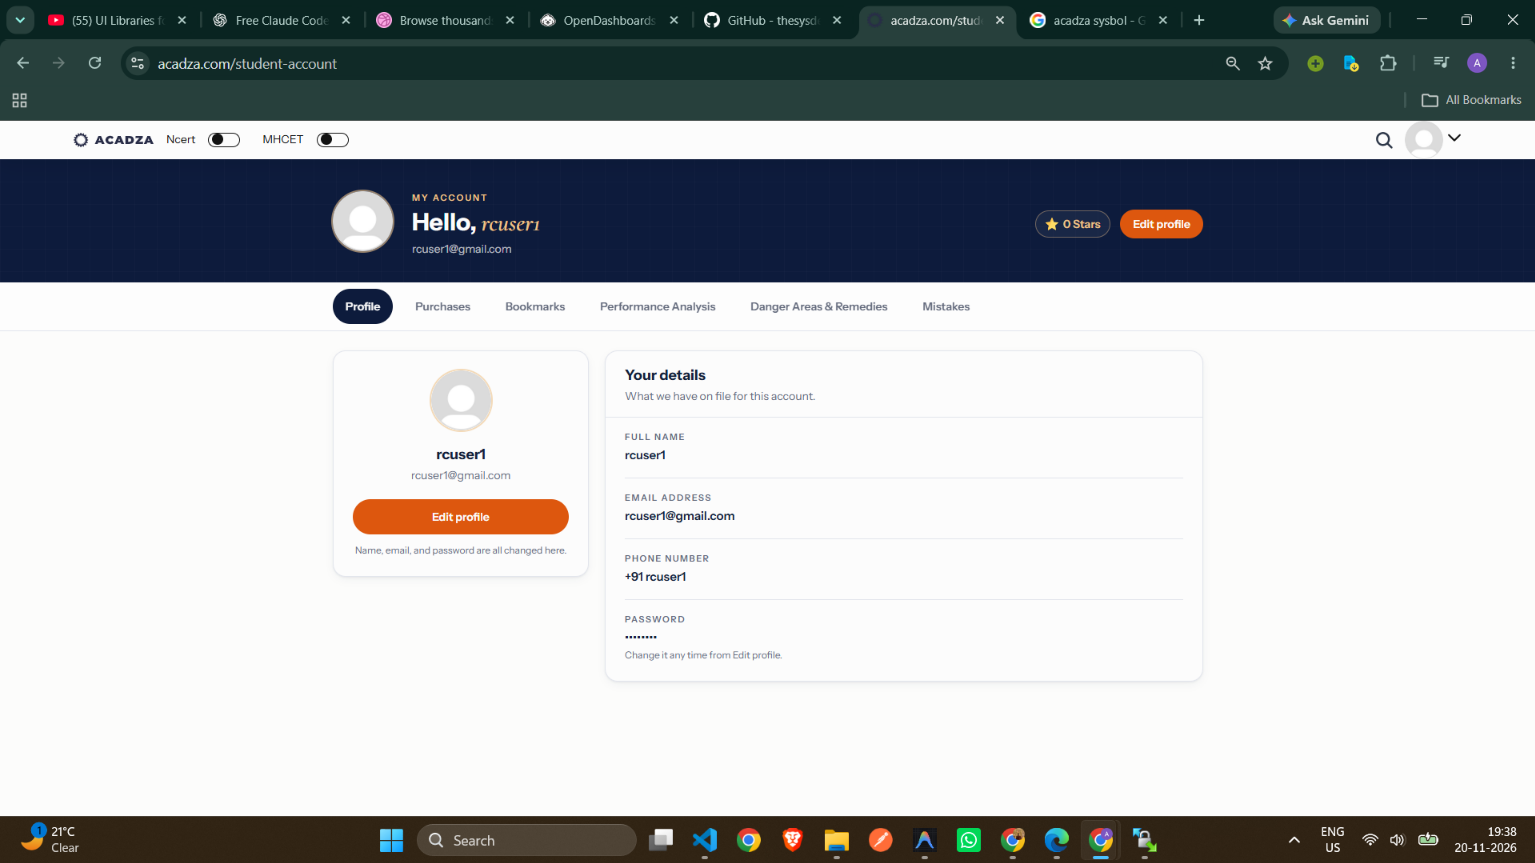 (55) UI Libraries f
Free Claude Code
Browse thousand
OpenDashboards
GitHub - thesysd
acadza.com/stud
acadza sysbol - G
Ask Gemini
acadza.com/student-account
A
All Bookmarks
ACADZA
Ncert
MHCET
MY ACCOUNT
Hello, rcuser1
rcuser1@gmail.com
0 Stars
Edit profile
Profile
Purchases
Bookmarks
Performance Analysis
Danger Areas & Remedies
Mistakes
rcuser1
rcuser1@gmail.com
Edit profile
Name, email, and password are all changed here.
Your details
What we have on file for this account.
FULL NAME
rcuser1
EMAIL ADDRESS
rcuser1@gmail.com
PHONE NUMBER
+91 rcuser1
PASSWORD
••••••••
Change it any time from Edit profile.
1
21°C
Clear
Search
ENG
US
19:38
20-11-2026